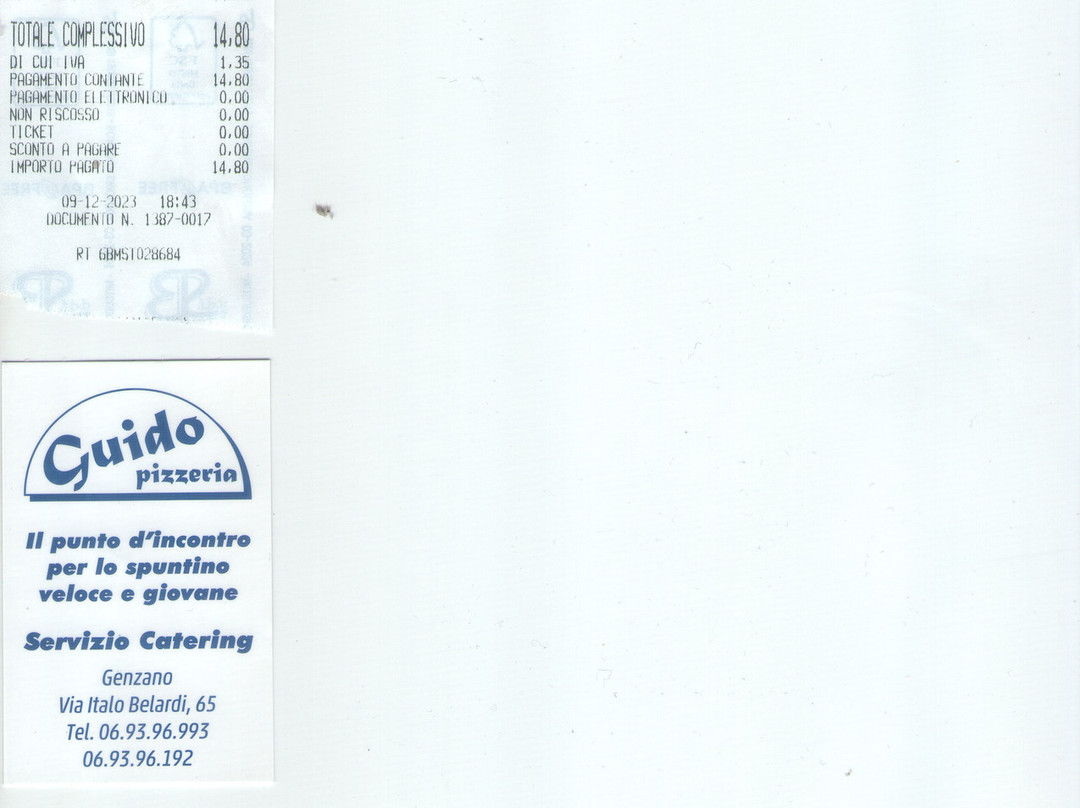 TOTALE COMPLESSIVO 14,80
DI CUI IVA 1,35
PAGAMENTO CONTANTE 14,80
PAGAMENTO ELETTRONICO 0,00
NON RISCOSSO 0,00
TICKET 0,00
SCONTO A PAGARE 0,00
IMPORTO PAGATO 14,80
09-12-2023 18:43
DOCUMENTO N. 1387-0017
RT 6BMST028684
Guido
pizzeria
Il punto d'incontro
per lo spuntino
veloce e giovane
Servizio Catering
Genzano
Via Italo Belardi, 65
Tel. 06.93.96.993
06.93.96.192